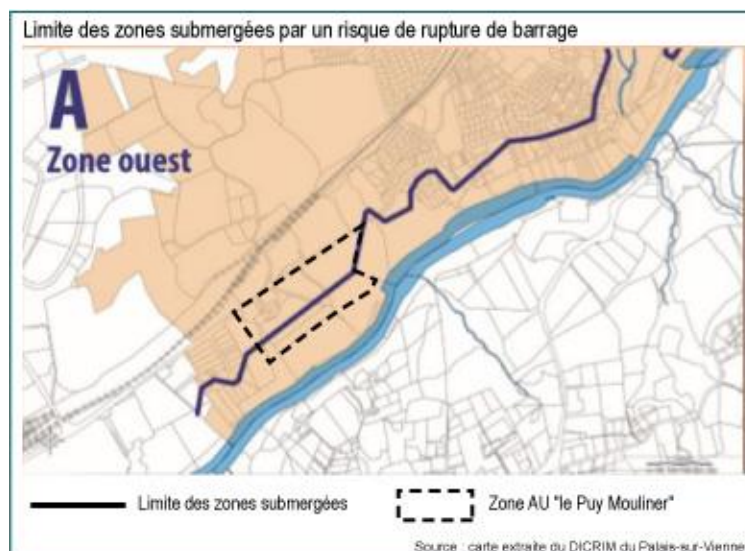 Limite des zones submergées par un risque de rupture de barrage
A
Zone ouest
Limite des zones submergées
Zone AU "le Puy Mouliner"
Source : carte extraite du DICRIM du Palais-sur-Vienne